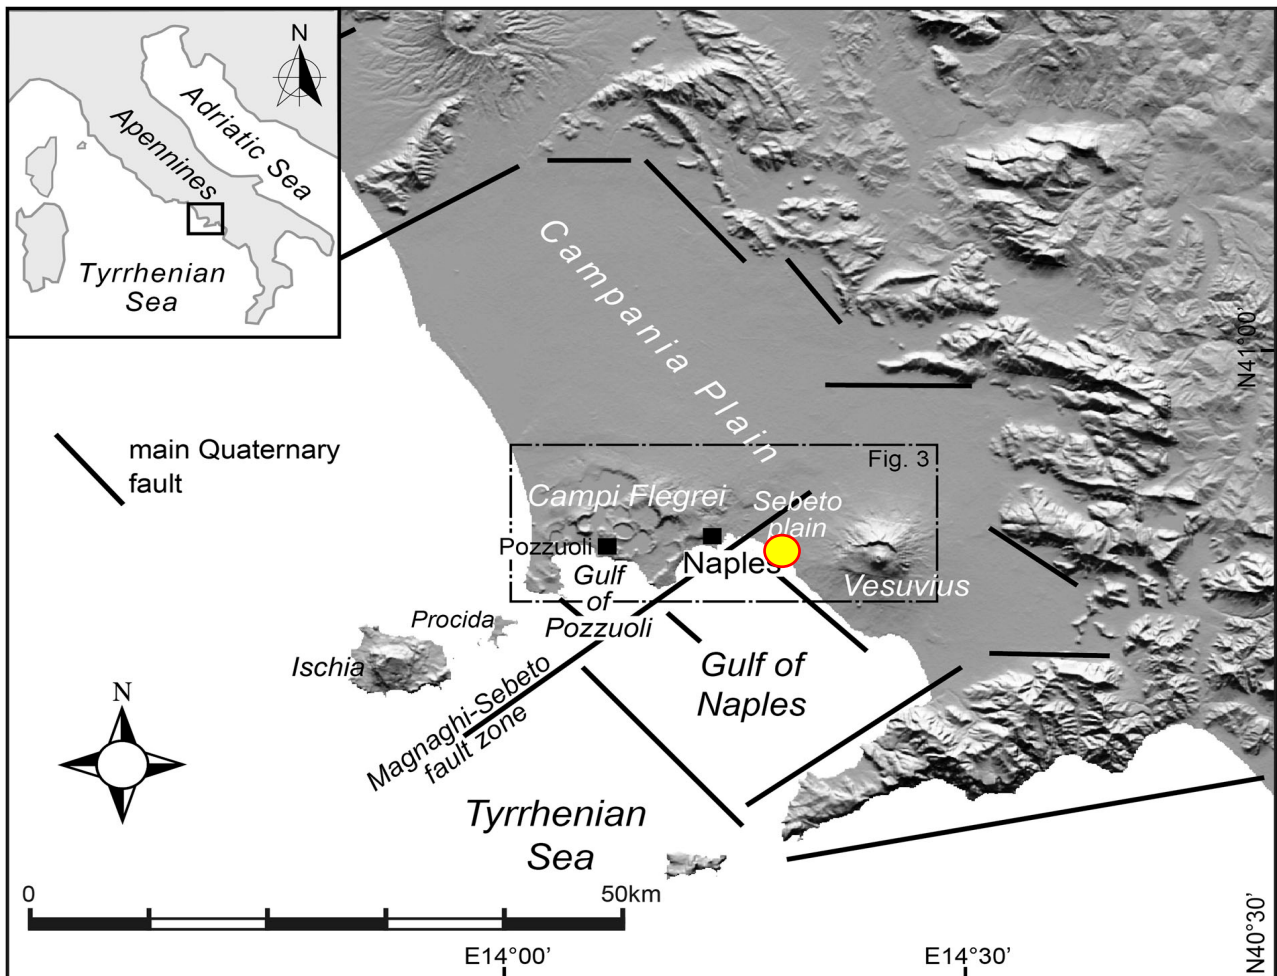 N
Adriatic Sea
Apennines
Tyrrhenian
Sea
Campania Plain
N41°00'
main Quaternary
fault
Fig. 3
Campi Flegrei
Sebeto
plain
Pozzuoli
Naples
Vesuvius
Gulf
of
Pozzuoli
Procida
Ischia
Gulf of
Naples
Magnaghi-Sebeto
fault zone
N
Tyrrhenian
Sea
0
50km
E14°00'
E14°30'
N40°30'